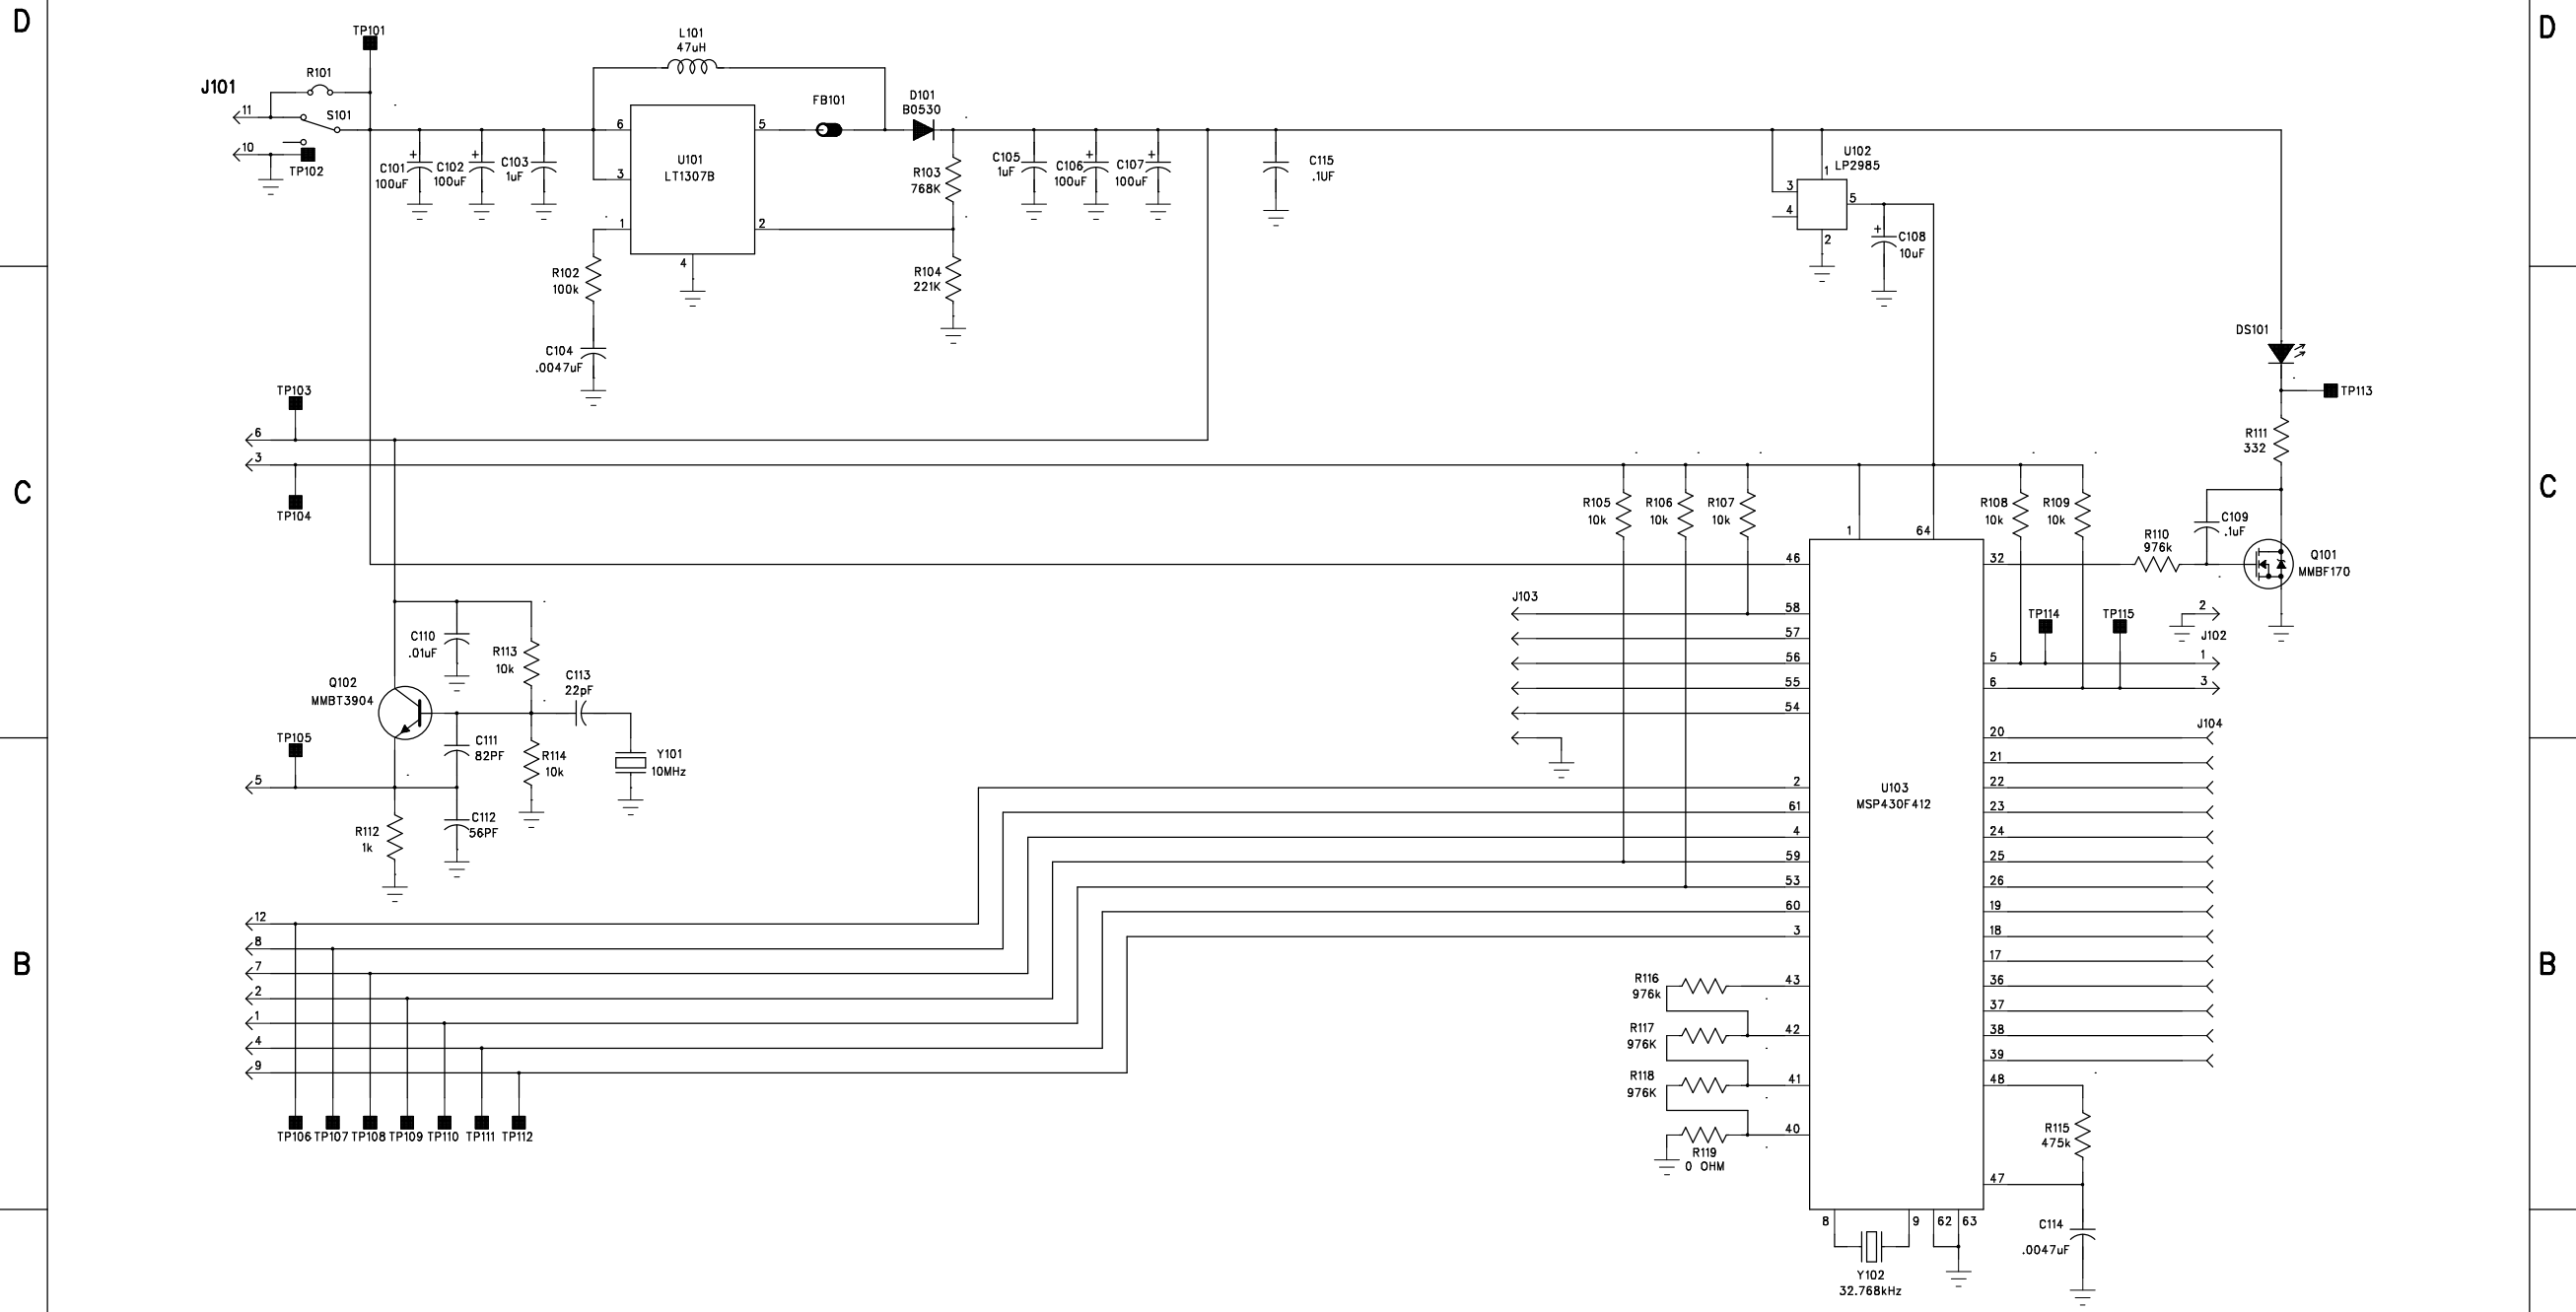 D
D
TP101
J101
R101
11
S101
10
TP102
C101
100uF
C102
100uF
C103
1uF
L101
47uH
6
3
1
5
2
4
U101
LT1307B
FB101
D101
B0530
R102
100k
C104
.0047uF
R103
768K
R104
221K
C105
1uF
C106
100uF
C107
100uF
C115
.1UF
U102
LP2985
1
3
4
5
2
C108
10uF
DS101
TP113
R111
332
C109
.1uF
R110
976k
Q101
MMBF170
C
C
TP103
6
3
TP104
R105
10k
R106
10k
R107
10k
1
64
R108
10k
R109
10k
46
32
J103
58
57
56
55
54
TP114
TP115
2
J102
5
1
6
3
C110
.01uF
R113
10k
C113
22pF
Q102
MMBT3904
C111
82PF
R114
10k
Y101
10MHz
TP105
5
R112
1k
C112
56PF
U103
MSP430F412
2
61
4
59
53
60
3
J104
20
21
22
23
24
25
26
19
18
17
36
37
38
39
48
47
B
B
12
8
7
2
1
4
9
TP106 TP107 TP108 TP109 TP110 TP111 TP112
R116
976k
43
R117
976K
42
R118
976K
41
40
R119
0 OHM
R115
475k
8
9
62
63
Y102
32.768kHz
C114
.0047uF